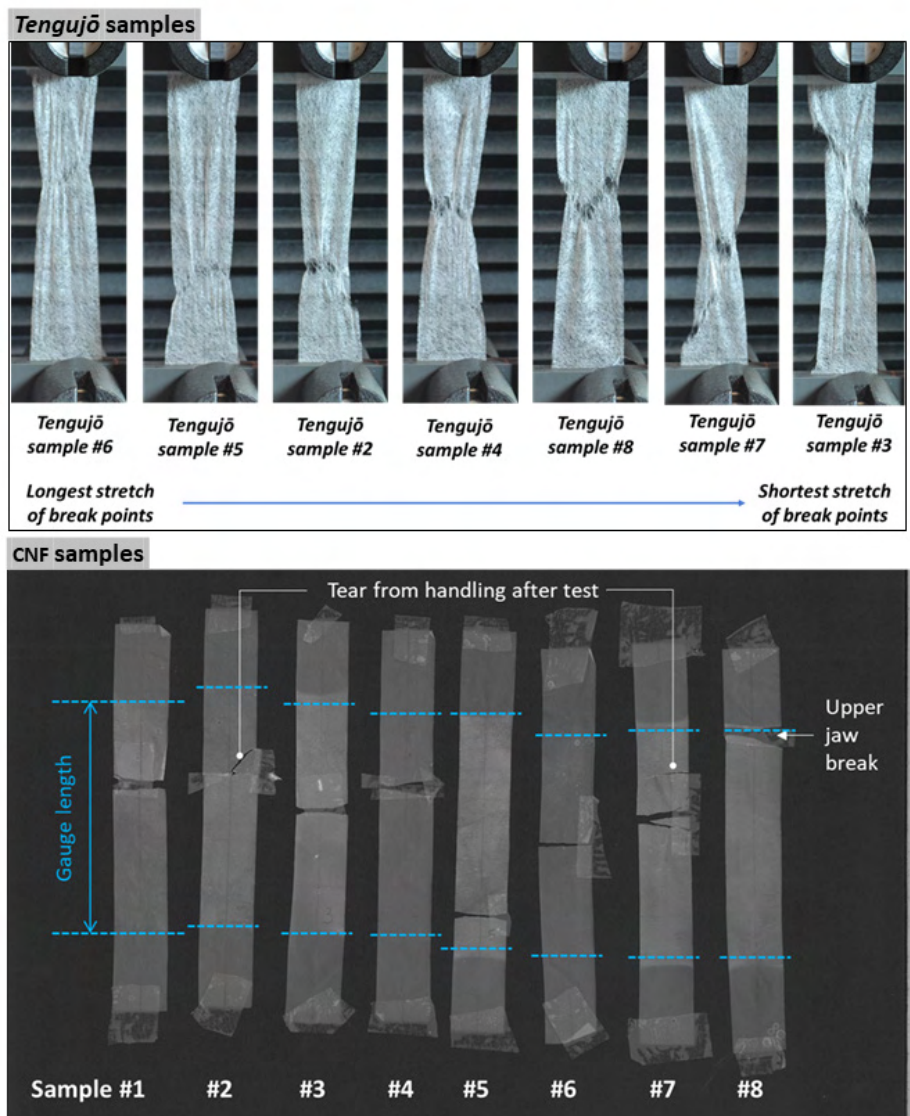 Tengujō samples
Tengujō
sample #6
Tengujō
sample #5
Tengujō
sample #2
Tengujō
sample #4
Tengujō
sample #8
Tengujō
sample #7
Tengujō
sample #3
Longest stretch
of break points
Shortest stretch
of break points
CNF samples
Tear from handling after test
Upper
jaw
break
Gauge length
Sample #1 #2 #3 #4 #5 #6 #7 #8